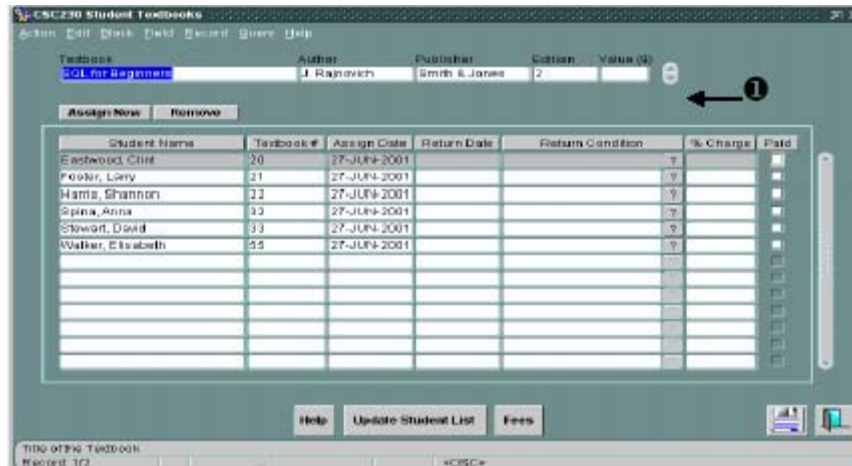 CSC230 Student Textbooks
Action Edit Block Field Record Query Help
Textbook Author Publisher Edition Value ($)
SQL for Beginners J. Rajnovich Smith & Jones 2
❶
Assign New Remove
Student Name Textbook # Assign Date Return Date Return Condition % Charge Paid
Eastwood, Clint 20 27-JUN-2001 ?
Foster, Larry 21 27-JUN-2001 ?
Harris, Shannon 22 27-JUN-2001 ?
Spina, Anna 27-JUN-2001 ?
Stewart, David 33 27-JUN-2001 ?
Walker, Elisabeth 55 27-JUN-2001 ?
Help Update Student List Fees
Title of the Textbook
Record: 1/2 <OSC>